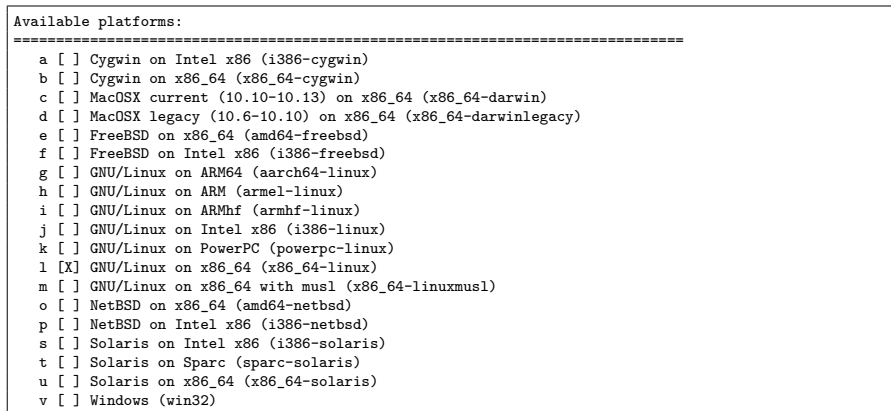 Available platforms:
===============================================================================
a [ ] Cygwin on Intel x86 (i386-cygwin)
b [ ] Cygwin on x86_64 (x86_64-cygwin)
c [ ] MacOSX current (10.10-10.13) on x86_64 (x86_64-darwin)
d [ ] MacOSX legacy (10.6-10.10) on x86_64 (x86_64-darwinlegacy)
e [ ] FreeBSD on x86_64 (amd64-freebsd)
f [ ] FreeBSD on Intel x86 (i386-freebsd)
g [ ] GNU/Linux on ARM64 (aarch64-linux)
h [ ] GNU/Linux on ARM (armel-linux)
i [ ] GNU/Linux on ARMhf (armhf-linux)
j [ ] GNU/Linux on Intel x86 (i386-linux)
k [ ] GNU/Linux on PowerPC (powerpc-linux)
l [X] GNU/Linux on x86_64 (x86_64-linux)
m [ ] GNU/Linux on x86_64 with musl (x86_64-linuxmusl)
o [ ] NetBSD on x86_64 (amd64-netbsd)
p [ ] NetBSD on Intel x86 (i386-netbsd)
s [ ] Solaris on Intel x86 (i386-solaris)
t [ ] Solaris on Sparc (sparc-solaris)
u [ ] Solaris on x86_64 (x86_64-solaris)
v [ ] Windows (win32)